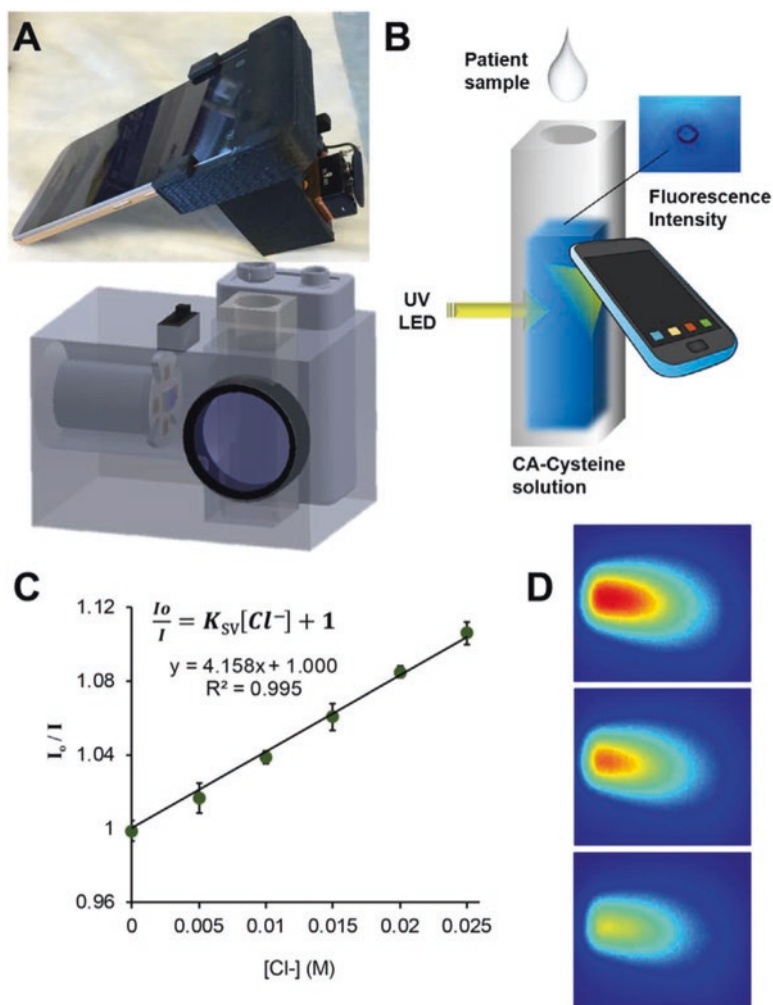 A
B
Patient
sample
Fluorescence
Intensity
UV
LED
CA-Cysteine
solution
C
Io/I = K_SV[Cl⁻] + 1
y = 4.158x + 1.000
R² = 0.995
1.12
1.08
1.04
1
0.96
I_o / I
0
0.005
0.01
0.015
0.02
0.025
[Cl-] (M)
D